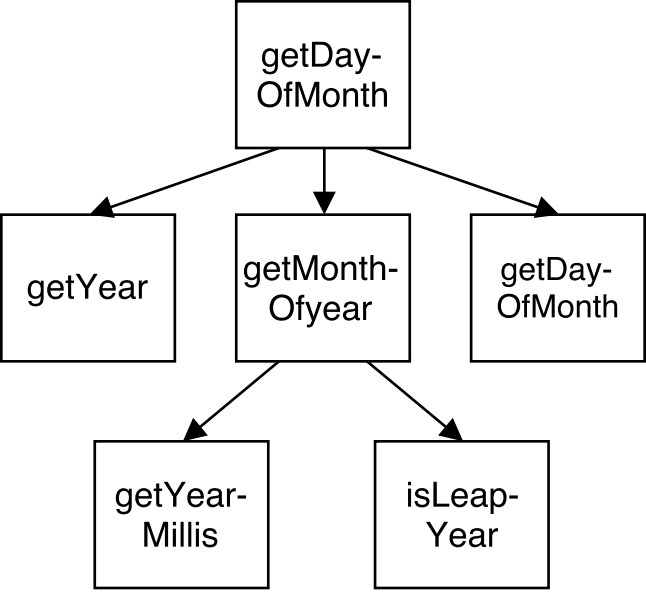 getDay-
OfMonth
getYear
getMonth-
Ofyear
getDay-
OfMonth
getYear-
Millis
isLeap-
Year